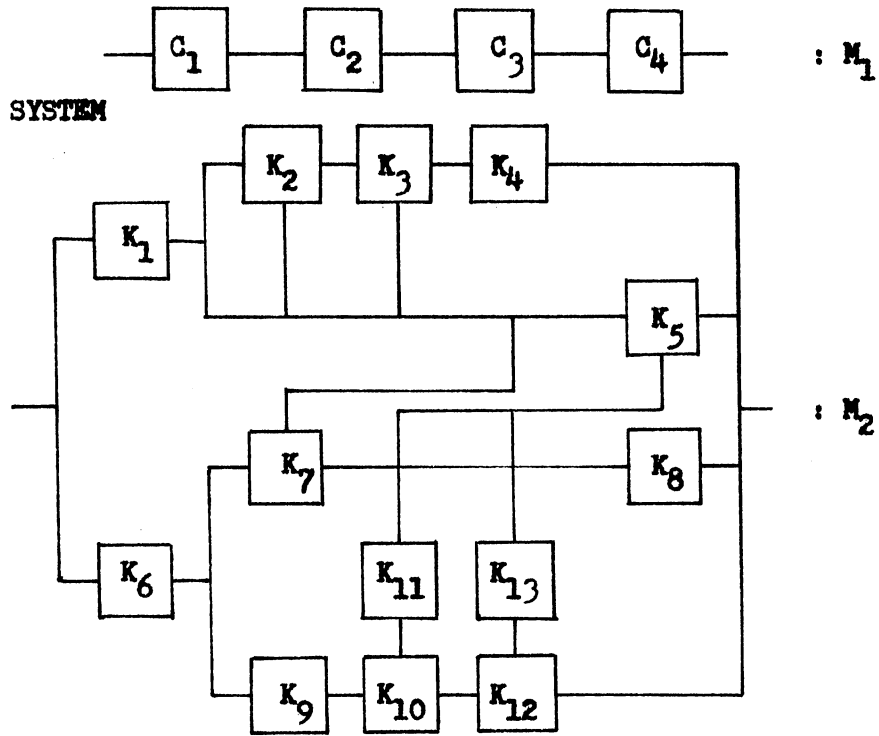 C1 C2 C3 C4 : M1
SYSTEM
K2 K3 K4
K1
K5
: M2
K7 K8
K6 K11 K13
K9 K10 K12